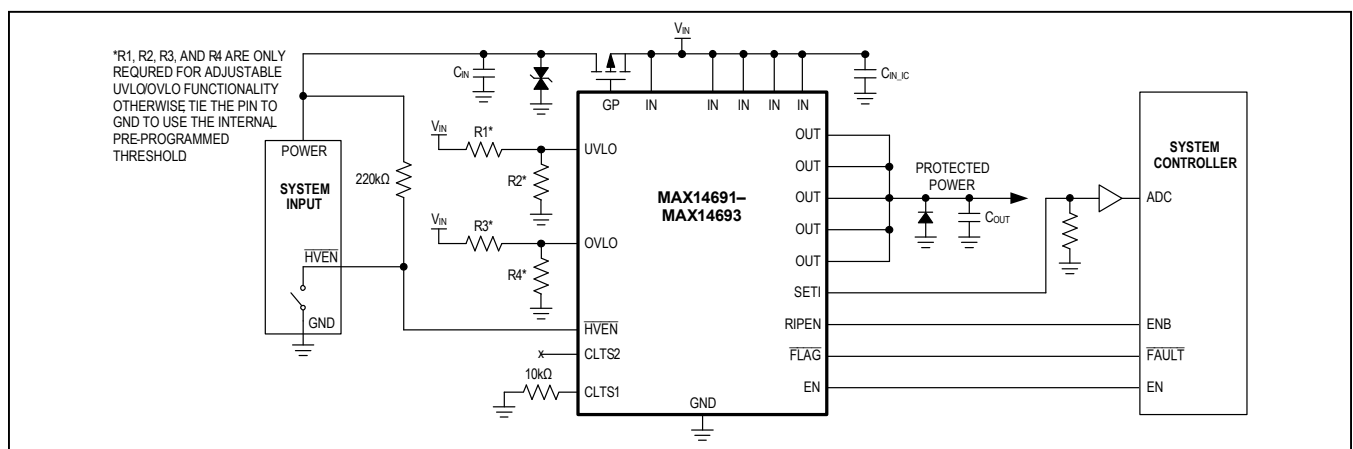 *R1, R2, R3, AND R4 ARE ONLY
REQURED FOR ADJUSTABLE
UVLO/OVLO FUNCTIONALITY
OTHERWISE, TIE THE PIN TO
GND TO USE THE INTERNAL
PRE-PROGRAMMED
THRESHOLD.
POWER
SYSTEM
INPUT
HVEN
GND
220kΩ
CIN
VIN
CIN_IC
GP
IN
IN
IN
IN
IN
VIN
R1*
R2*
UVLO
VIN
R3*
R4*
OVLO
HVEN
CLTS2
x
10kΩ
CLTS1
MAX14691–
MAX14693
GND
OUT
OUT
OUT
OUT
OUT
SETI
RIPEN
FLAG
EN
PROTECTED
POWER
COUT
SYSTEM
CONTROLLER
ADC
ENB
FAULT
EN